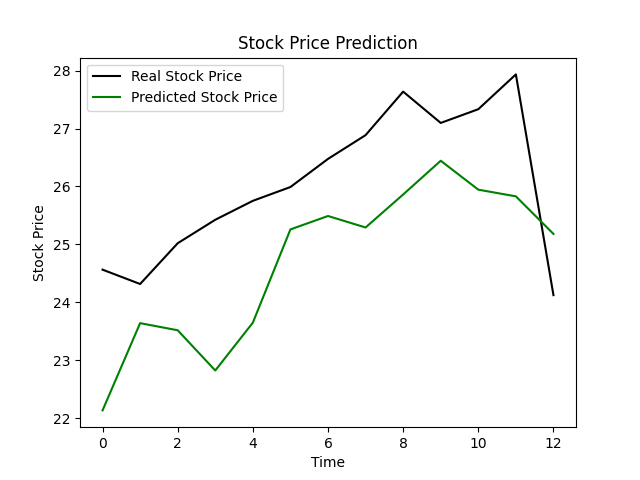 Stock Price Prediction
Real Stock Price
Predicted Stock Price
Stock Price
28
27
26
25
24
23
22
0 2 4 6 8 10 12
Time